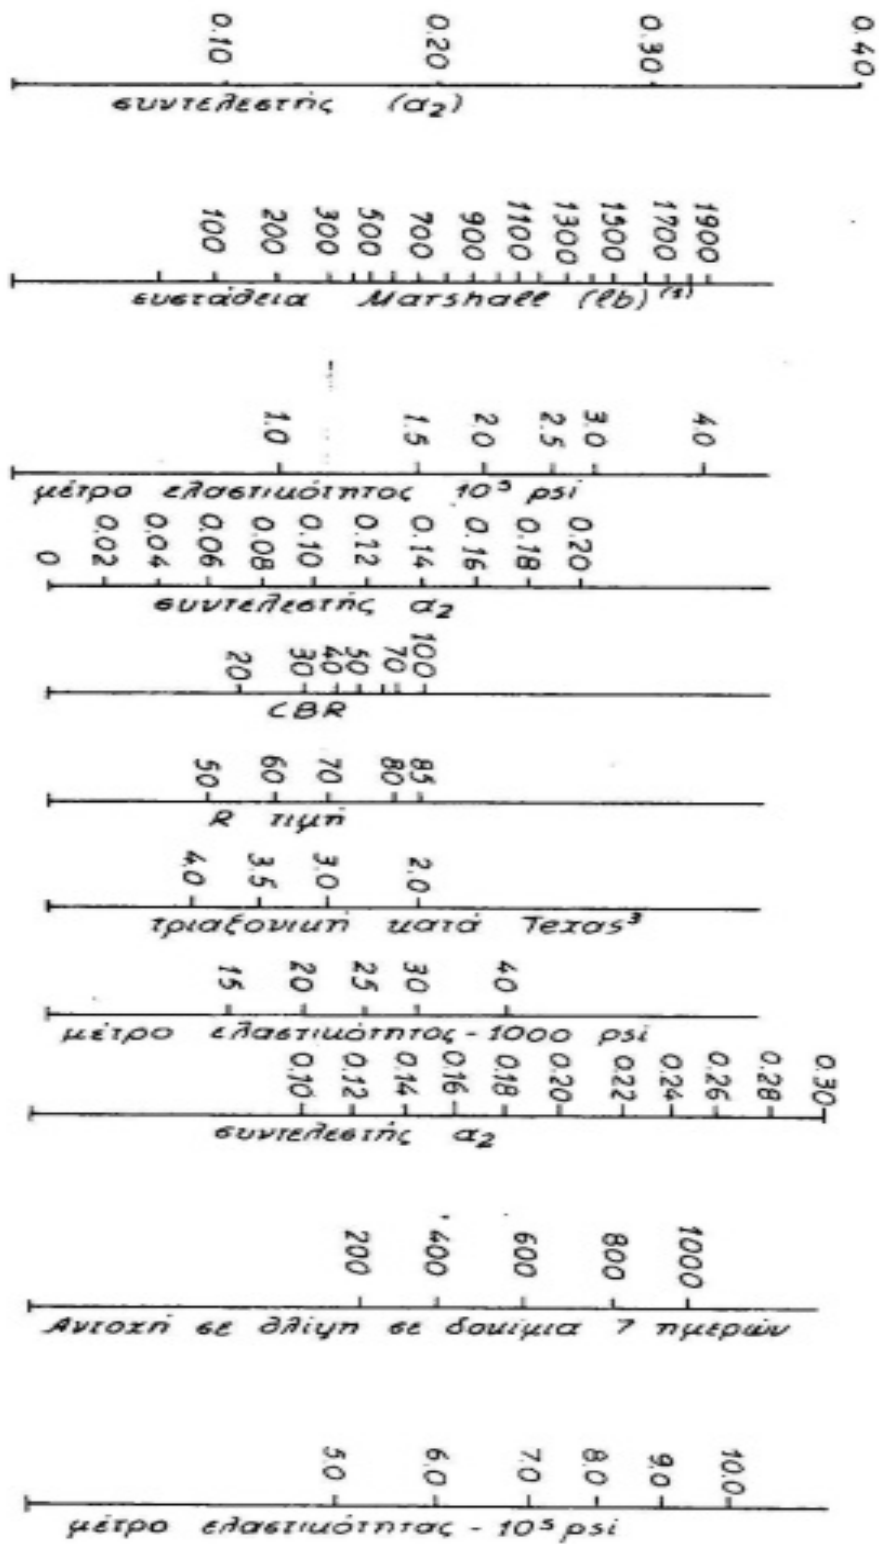 0.10 0.20 0.30 0.40
συντελεστής (α₂)
100 200 300 500 700 900 1100 1300 1500 1700 1900
ευστάθεια Marshall (lb)⁽¹⁾
1.0 1.5 2.0 2.5 3.0 4.0
μέτρο ελαστικότητος 10⁵ psi
0 0.02 0.04 0.06 0.08 0.10 0.12 0.14 0.16 0.18 0.20
συντελεστής α₂
20 30 40 50 70 100
CBR
50 60 70 80 85
R τιμή
4.0 3.5 3.0 2.0
τριαξονική κατά Texas³
15 20 25 30 40
μέτρο ελαστικότητος - 1000 psi
0.10 0.12 0.14 0.16 0.18 0.20 0.22 0.24 0.26 0.28 0.30
συντελεστής α₂
200 400 600 800 1000
Αντοχή σε θλίψη σε δοκίμια 7 ημερών
5.0 6.0 7.0 8.0 9.0 10.0
μέτρο ελαστικότητας - 10⁵ psi